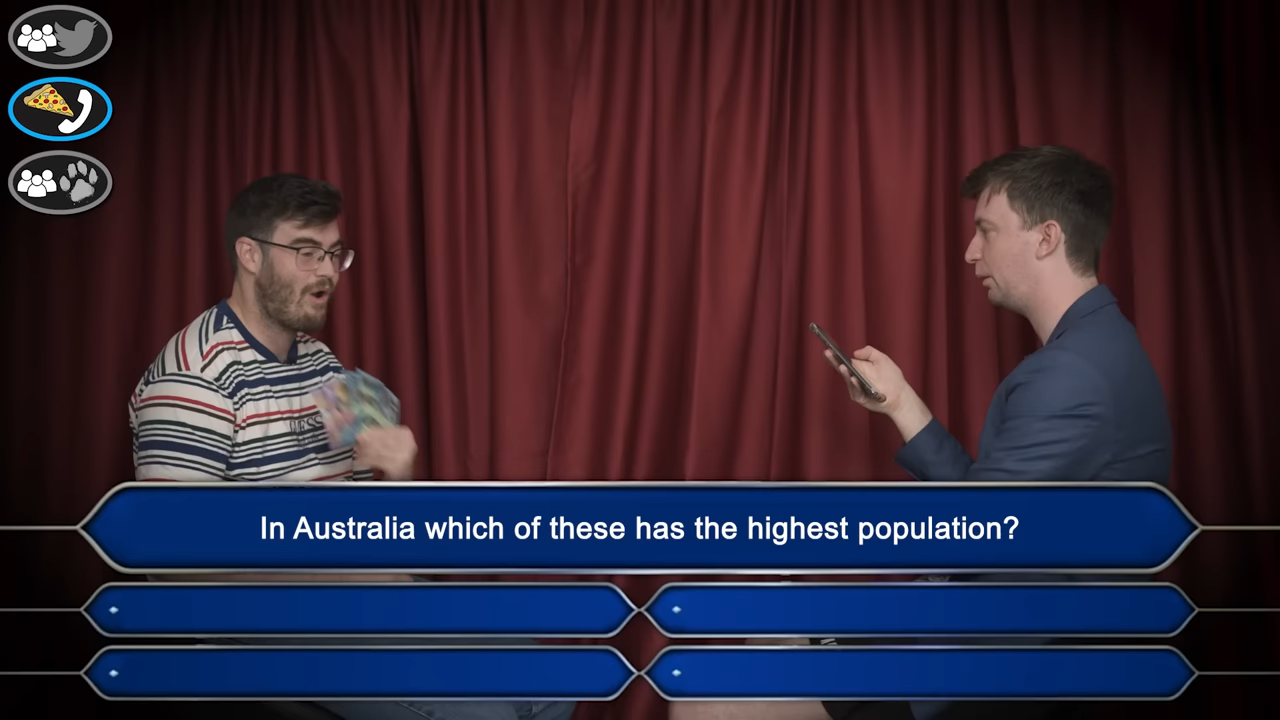 In Australia which of these has the highest population?